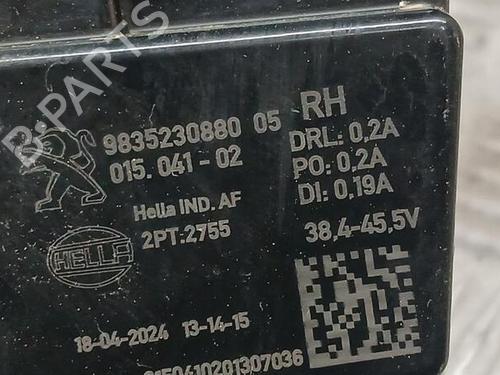 B-PARTS
9835230880 05 RH
015.041-02 DRL: 0,2A
PO: 0,2A
Hella IND. AF DI: 0,19A
2PT:2755 38,4-45,5V
HELLA
18-04-2024 13-14-15